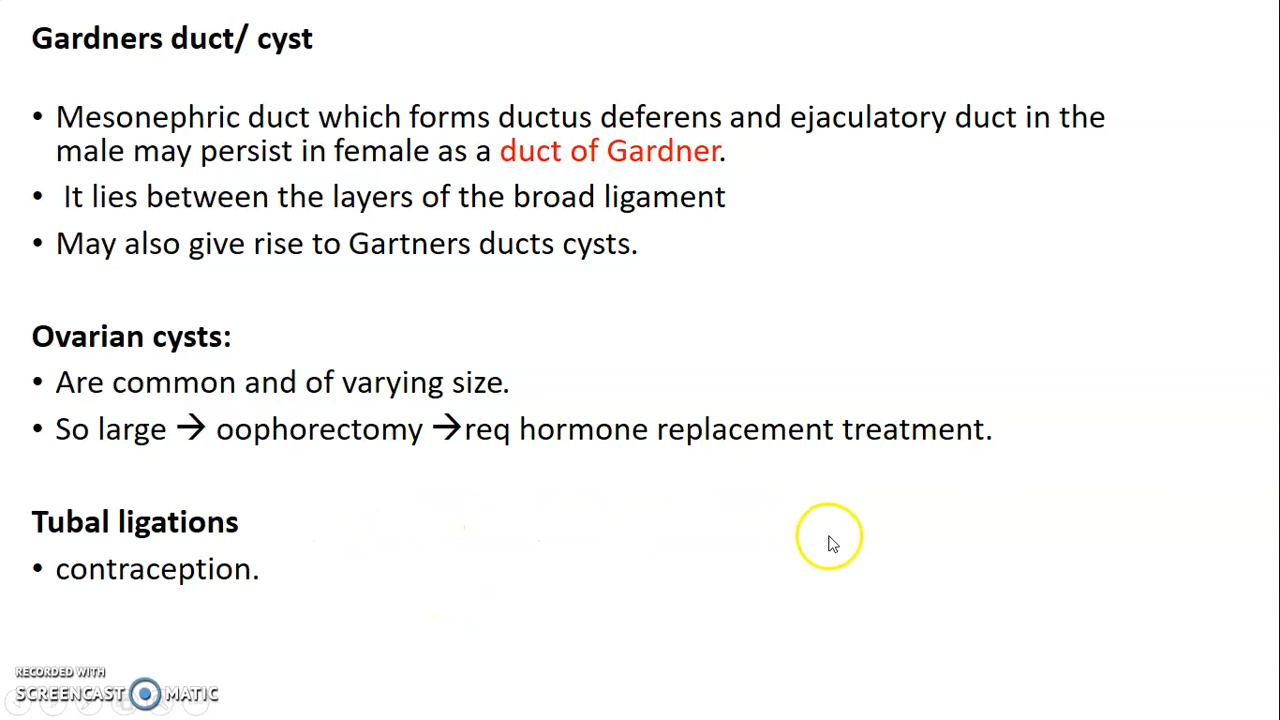 Gardners duct/ cyst
• Mesonephric duct which forms ductus deferens and ejaculatory duct in the
male may persist in female as a duct of Gardner.
• It lies between the layers of the broad ligament
• May also give rise to Gartners ducts cysts.
Ovarian cysts:
• Are common and of varying size.
• So large → oophorectomy →req hormone replacement treatment.
Tubal ligations
• contraception.
RECORDED WITH
SCREENCAST MATIC